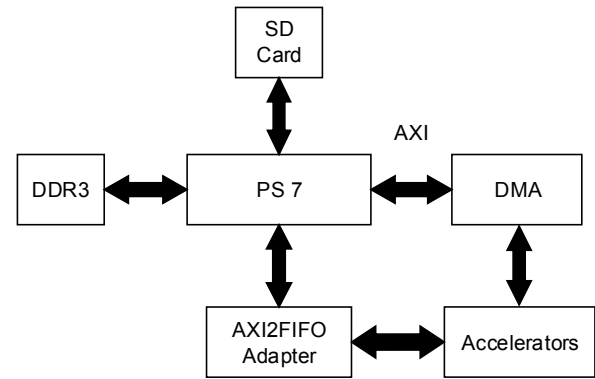 SD
Card
AXI
DDR3
PS 7
DMA
AXI2FIFO
Adapter
Accelerators